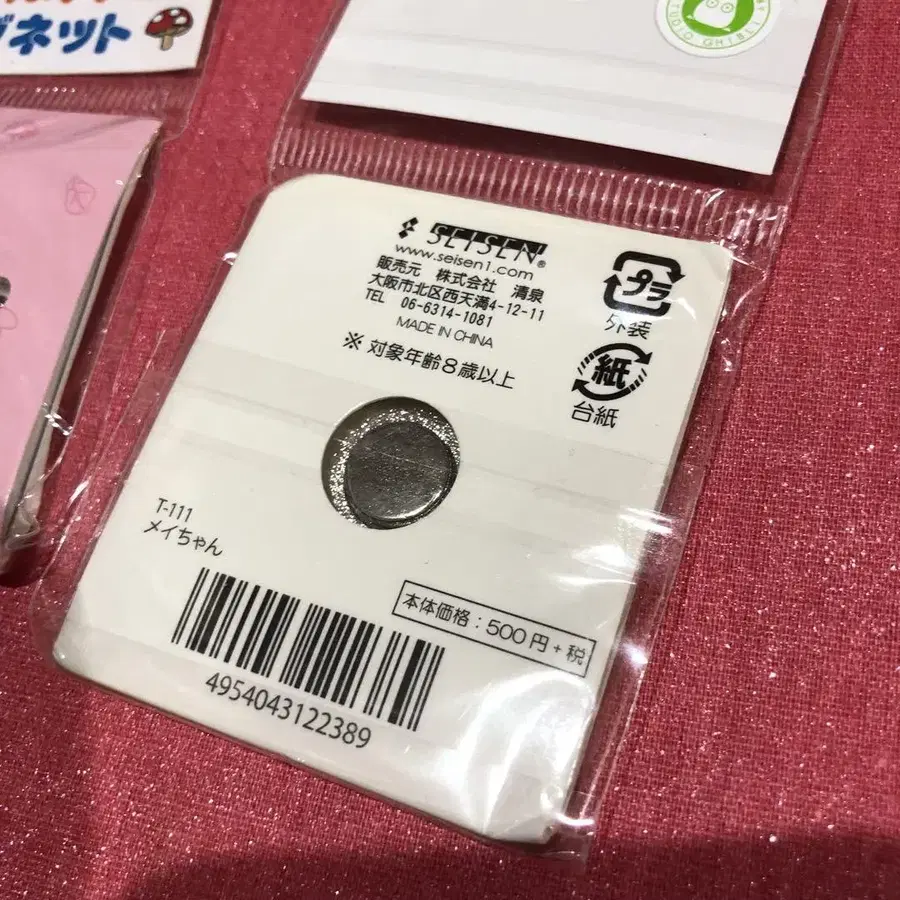 グネット
STUDIO GHIBLI
SEISEN®
www.seisen1.com
販売元 株式会社 清泉
大阪市北区西天満4-12-11
TEL 06-6314-1081
MADE IN CHINA
※対象年齢8歳以上
プラ
外装
紙
台紙
T-111
メイちゃん
本体価格:500円+税
4954043122389